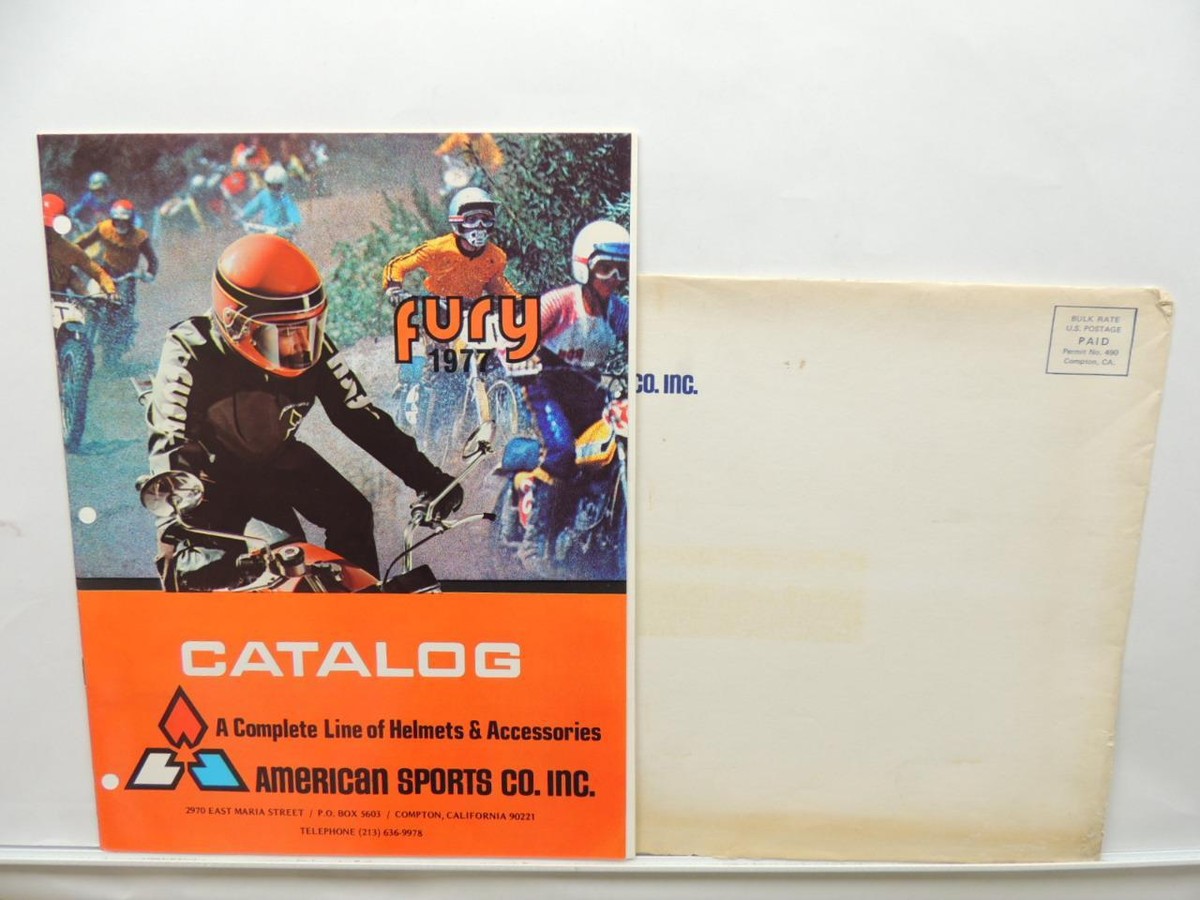 fury
1977
CATALOG
A Complete Line of Helmets & Accessories
AMERICAN SPORTS CO. INC.
2970 EAST MARIA STREET / P.O. BOX 5603 / COMPTON, CALIFORNIA 90221
TELEPHONE (213) 636-9978
CO. INC.
BULK RATE
U.S. POSTAGE
PAID
Permit No. 490
Compton, CA.